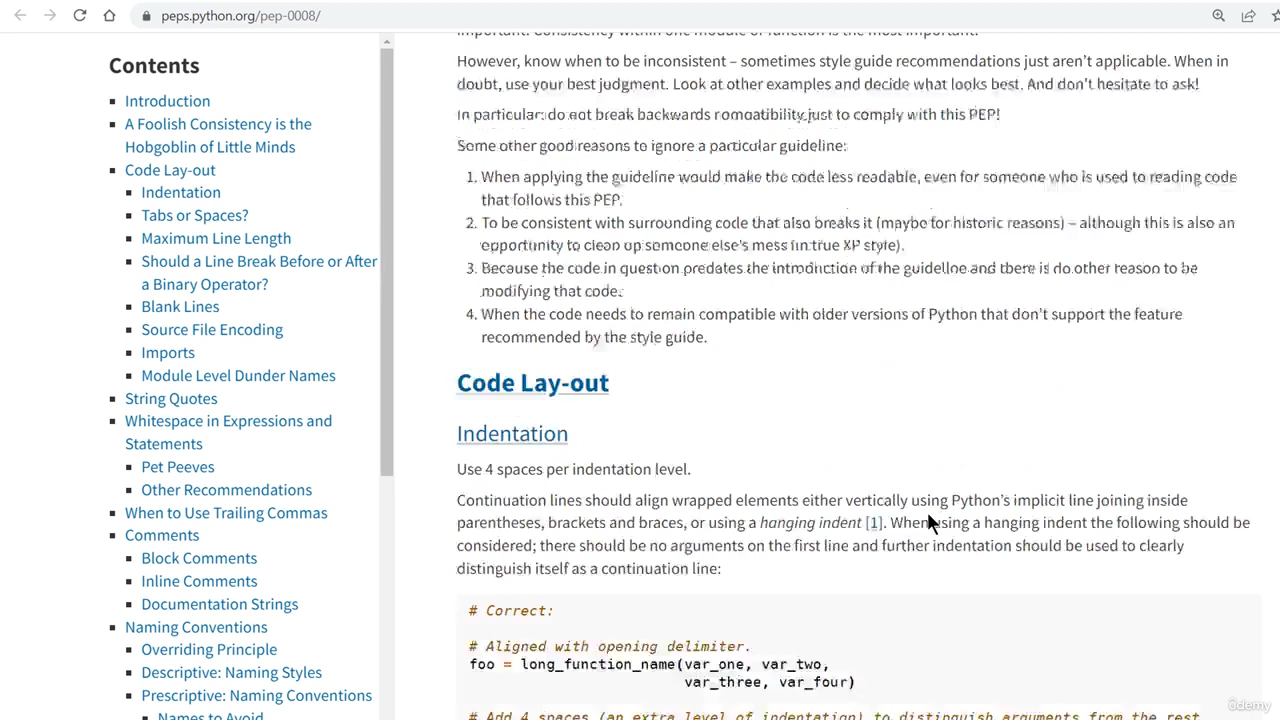 peps.python.org/pep-0008/
Contents
Introduction
A Foolish Consistency is the
Hobgoblin of Little Minds
Code Lay-out
Indentation
Tabs or Spaces?
Maximum Line Length
Should a Line Break Before or After
a Binary Operator?
Blank Lines
Source File Encoding
Imports
Module Level Dunder Names
String Quotes
Whitespace in Expressions and
Statements
Pet Peeves
Other Recommendations
When to Use Trailing Commas
Comments
Block Comments
Inline Comments
Documentation Strings
Naming Conventions
Overriding Principle
Descriptive: Naming Styles
Prescriptive: Naming Conventions
Names to Avoid
important. Consistency within one module or function is the most important.
However, know when to be inconsistent – sometimes style guide recommendations just aren't applicable. When in
doubt, use your best judgment. Look at other examples and decide what looks best. And don't hesitate to ask!
In particular: do not break backwards just to comply with this PEP!
Some other good reasons to ignore a particular guideline:
1. When applying the guideline would make the code less readable, even for someone who is used to reading code
that follows this PEP.
2. To be consistent with surrounding code that also breaks it (maybe for historic reasons) – although this is also an
opportunity to clean up someone else's mess (in true XP style).
3. Because the code in question predates the introduction of the guideline and there is other reason to be
modifying that code.
4. When the code needs to remain compatible with older versions of Python that don't support the feature
recommended by the style guide.
Code Lay-out
Indentation
Use 4 spaces per indentation level.
Continuation lines should align wrapped elements either vertically using Python's implicit line joining inside
parentheses, brackets and braces, or using a hanging indent [1]. When using a hanging indent the following should be
considered; there should be no arguments on the first line and further indentation should be used to clearly
distinguish itself as a continuation line:
# Correct:
# Aligned with opening delimiter.
foo = long_function_name(var_one, var_two,
var_three, var_four)
# Add 4 spaces (an extra level of indentation) to distinguish arguments from the rest
ûdemy